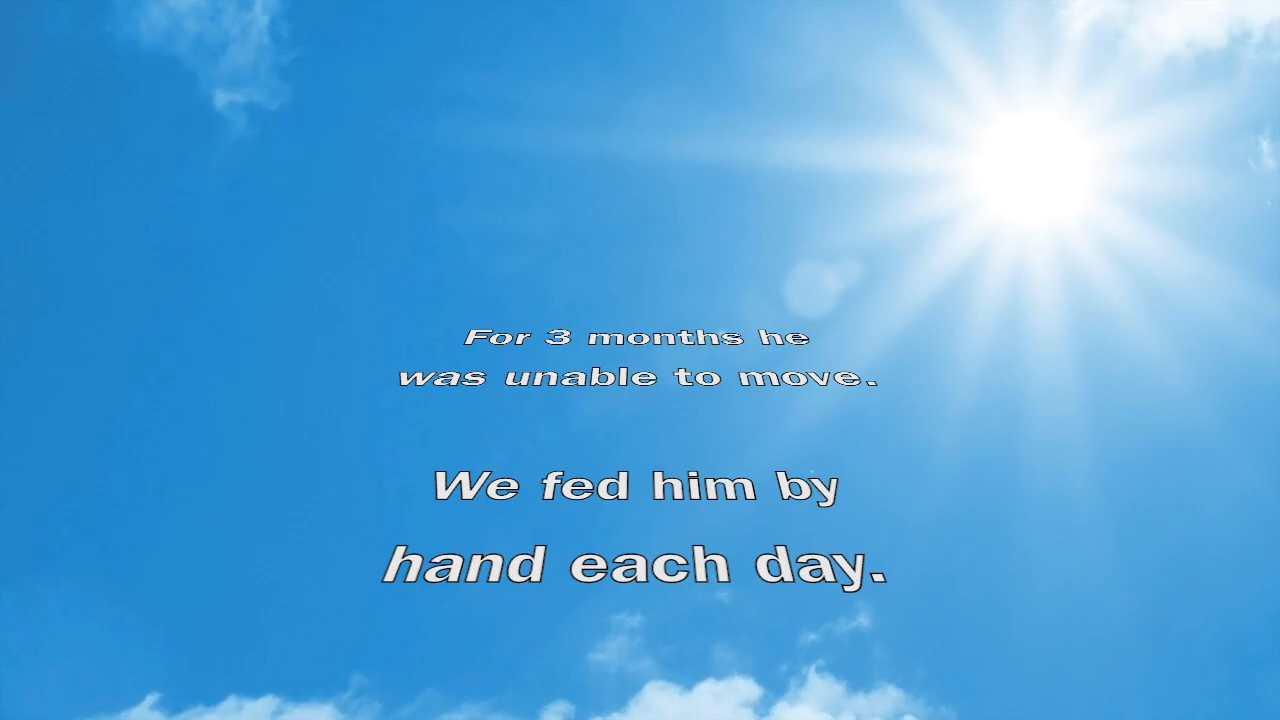 For 3 months he
was unable to move.
We fed him by
hand each day.